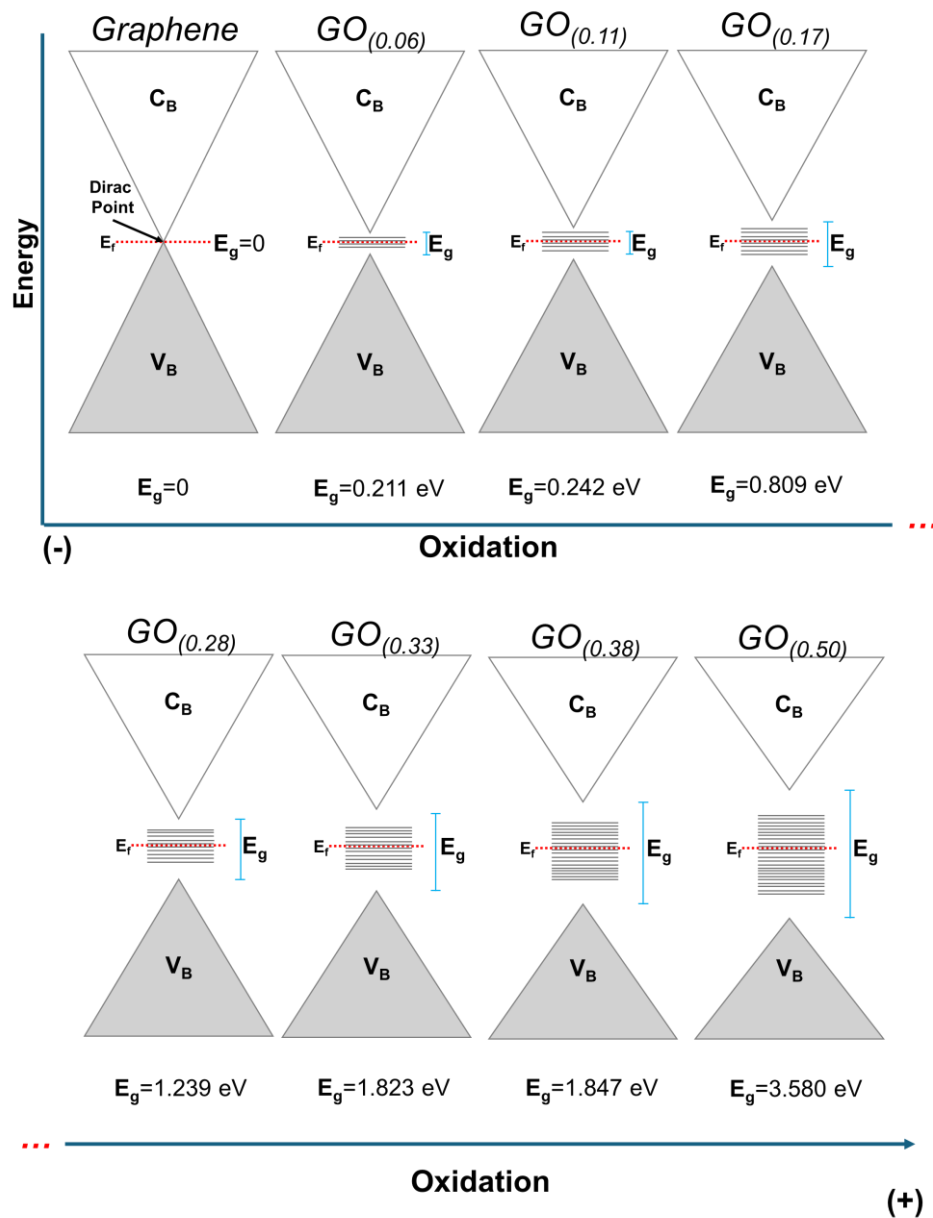 Graphene GO(0.06) GO(0.11) GO(0.17)
CB CB CB CB
Dirac
Point
Ef Eg=0 Ef Eg Ef Eg Ef Eg
Energy
VB VB VB VB
Eg=0 Eg=0.211 eV Eg=0.242 eV Eg=0.809 eV
...
(-) Oxidation
GO(0.28) GO(0.33) GO(0.38) GO(0.50)
CB CB CB CB
Ef Eg Ef Eg Ef Eg Ef Eg
VB VB VB VB
Eg=1.239 eV Eg=1.823 eV Eg=1.847 eV Eg=3.580 eV
...
Oxidation
(+)